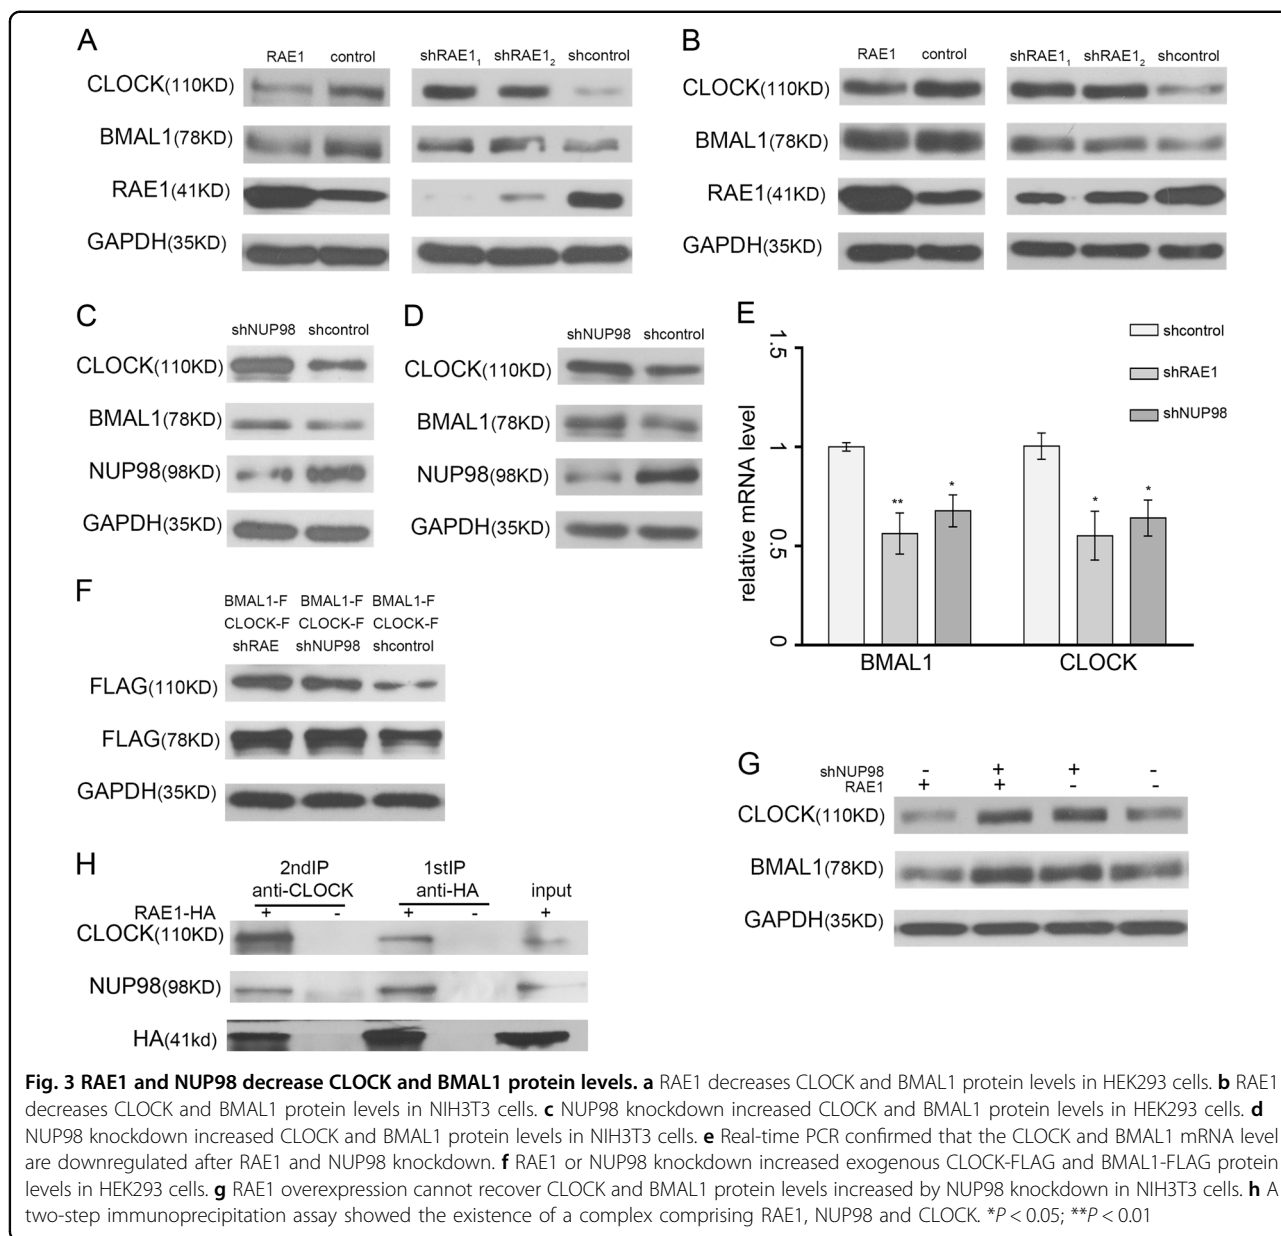 A
RAE1 control shRAE1₁ shRAE1₂ shcontrol
CLOCK(110KD)
BMAL1(78KD)
RAE1(41KD)
GAPDH(35KD)
B
RAE1 control shRAE1₁ shRAE1₂ shcontrol
CLOCK(110KD)
BMAL1(78KD)
RAE1(41KD)
GAPDH(35KD)
C
shNUP98 shcontrol
CLOCK(110KD)
BMAL1(78KD)
NUP98(98KD)
GAPDH(35KD)
D
shNUP98 shcontrol
CLOCK(110KD)
BMAL1(78KD)
NUP98(98KD)
GAPDH(35KD)
E
shcontrol
shRAE1
shNUP98
relative mRNA level
1.5
1
0.5
0
** * * *
BMAL1 CLOCK
F
BMAL1-F BMAL1-F BMAL1-F
CLOCK-F CLOCK-F CLOCK-F
shRAE shNUP98 shcontrol
FLAG(110KD)
FLAG(78KD)
GAPDH(35KD)
G
shNUP98 - + + -
RAE1 + + - -
CLOCK(110KD)
BMAL1(78KD)
GAPDH(35KD)
H
2ndIP 1stIP
anti-CLOCK anti-HA input
RAE1-HA + - + - +
CLOCK(110KD)
NUP98(98KD)
HA(41kd)
Fig. 3 RAE1 and NUP98 decrease CLOCK and BMAL1 protein levels. a RAE1 decreases CLOCK and BMAL1 protein levels in HEK293 cells. b RAE1
decreases CLOCK and BMAL1 protein levels in NIH3T3 cells. c NUP98 knockdown increased CLOCK and BMAL1 protein levels in HEK293 cells. d
NUP98 knockdown increased CLOCK and BMAL1 protein levels in NIH3T3 cells. e Real-time PCR confirmed that the CLOCK and BMAL1 mRNA level
are downregulated after RAE1 and NUP98 knockdown. f RAE1 or NUP98 knockdown increased exogenous CLOCK-FLAG and BMAL1-FLAG protein
levels in HEK293 cells. g RAE1 overexpression cannot recover CLOCK and BMAL1 protein levels increased by NUP98 knockdown in NIH3T3 cells. h A
two-step immunoprecipitation assay showed the existence of a complex comprising RAE1, NUP98 and CLOCK. *P < 0.05; **P < 0.01